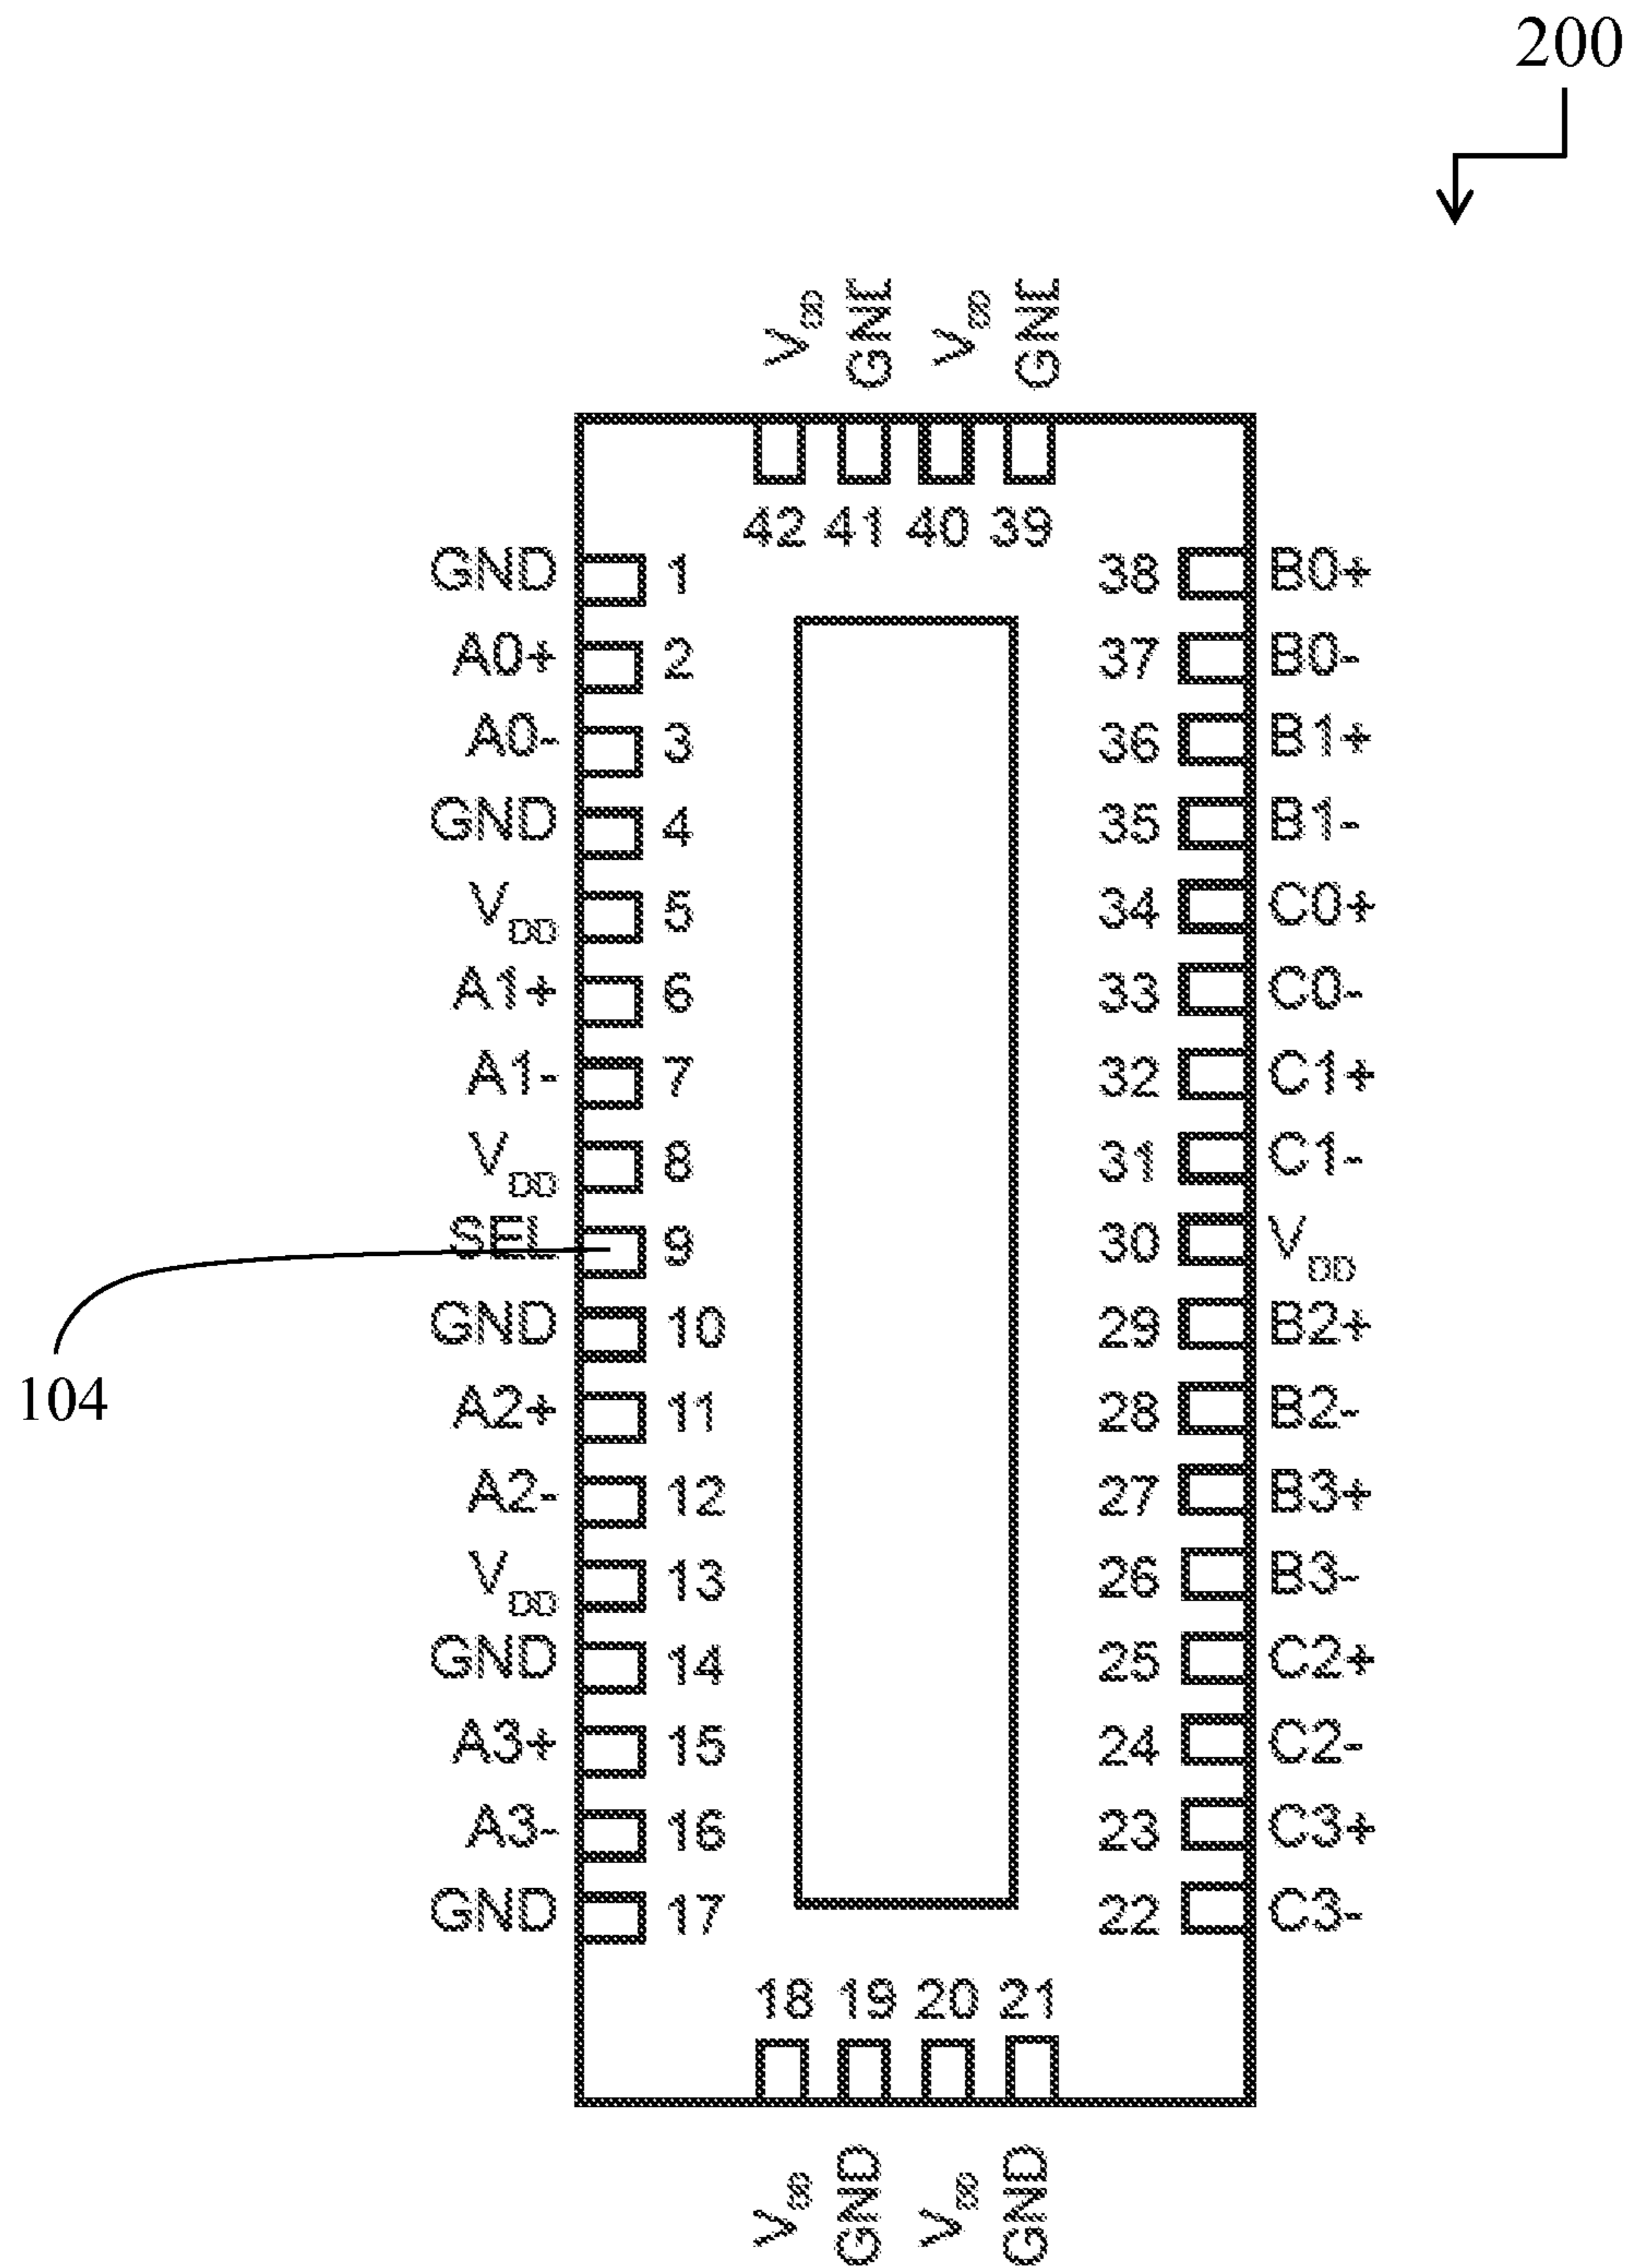 200
VDD GND VDD GND
42 41 40 39
GND 1 38 B0+
A0+ 2 37 B0-
A0- 3 36 B1+
GND 4 35 B1-
VDD 5 34 C0+
A1+ 6 33 C0-
A1- 7 32 C1+
VDD 8 31 C1-
SEL 9 30 VDD
GND 10 29 B2+
104
A2+ 11 28 B2-
A2- 12 27 B3+
VDD 13 26 B3-
GND 14 25 C2+
A3+ 15 24 C2-
A3- 16 23 C3+
GND 17 22 C3-
18 19 20 21
VDD GND VDD GND